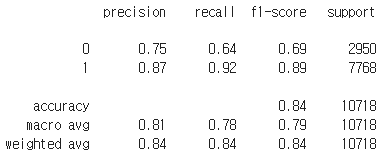 precision recall f1-score support
0 0.75 0.64 0.69 2950
1 0.87 0.92 0.89 7768
accuracy 0.84 10718
macro avg 0.81 0.78 0.79 10718
weighted avg 0.84 0.84 0.84 10718